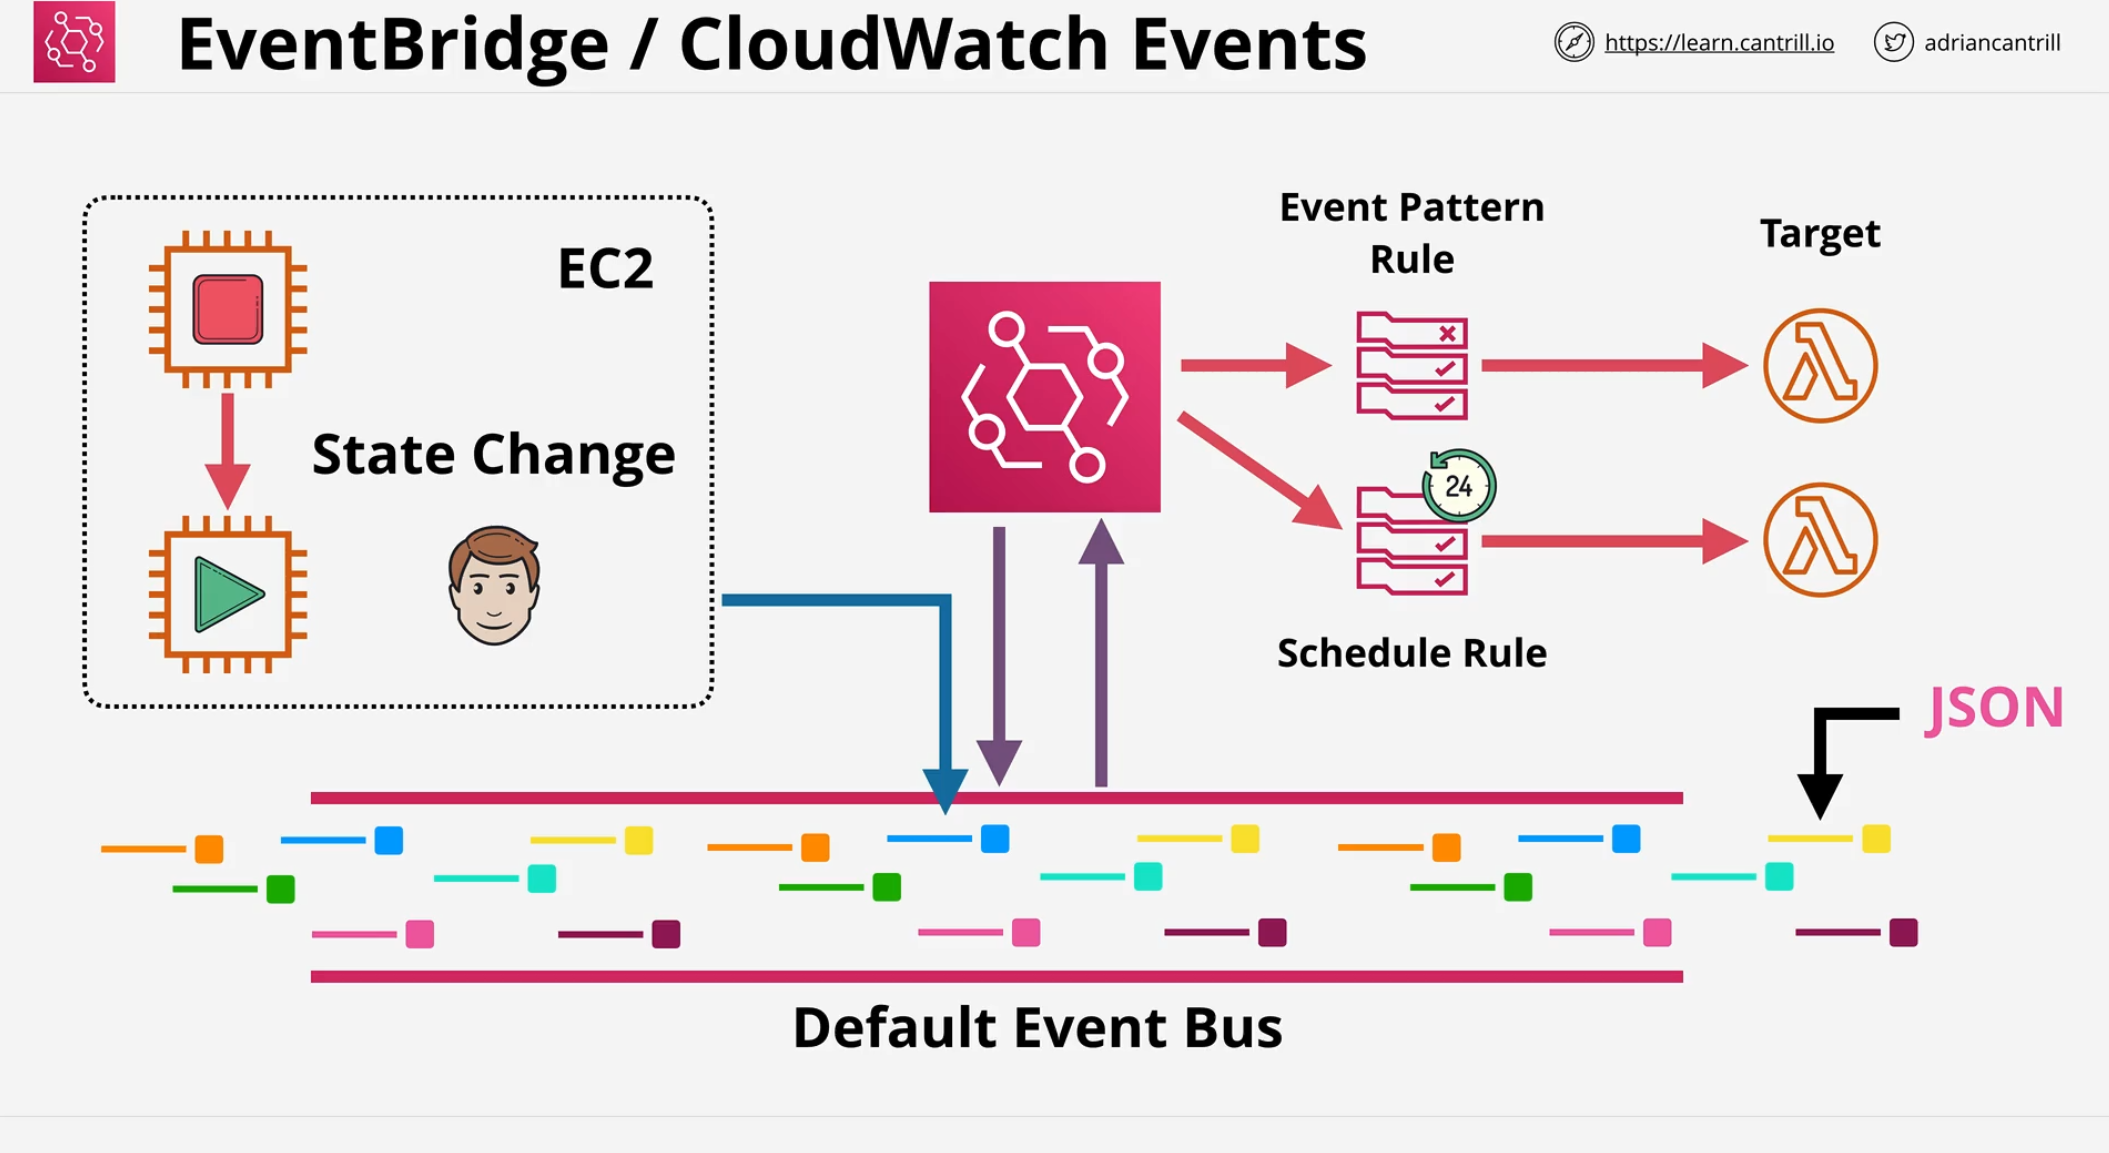 EventBridge / CloudWatch Events
https://learn.cantrill.io
adriancantrill
EC2
State Change
Event Pattern
Rule
Target
24
Schedule Rule
JSON
Default Event Bus